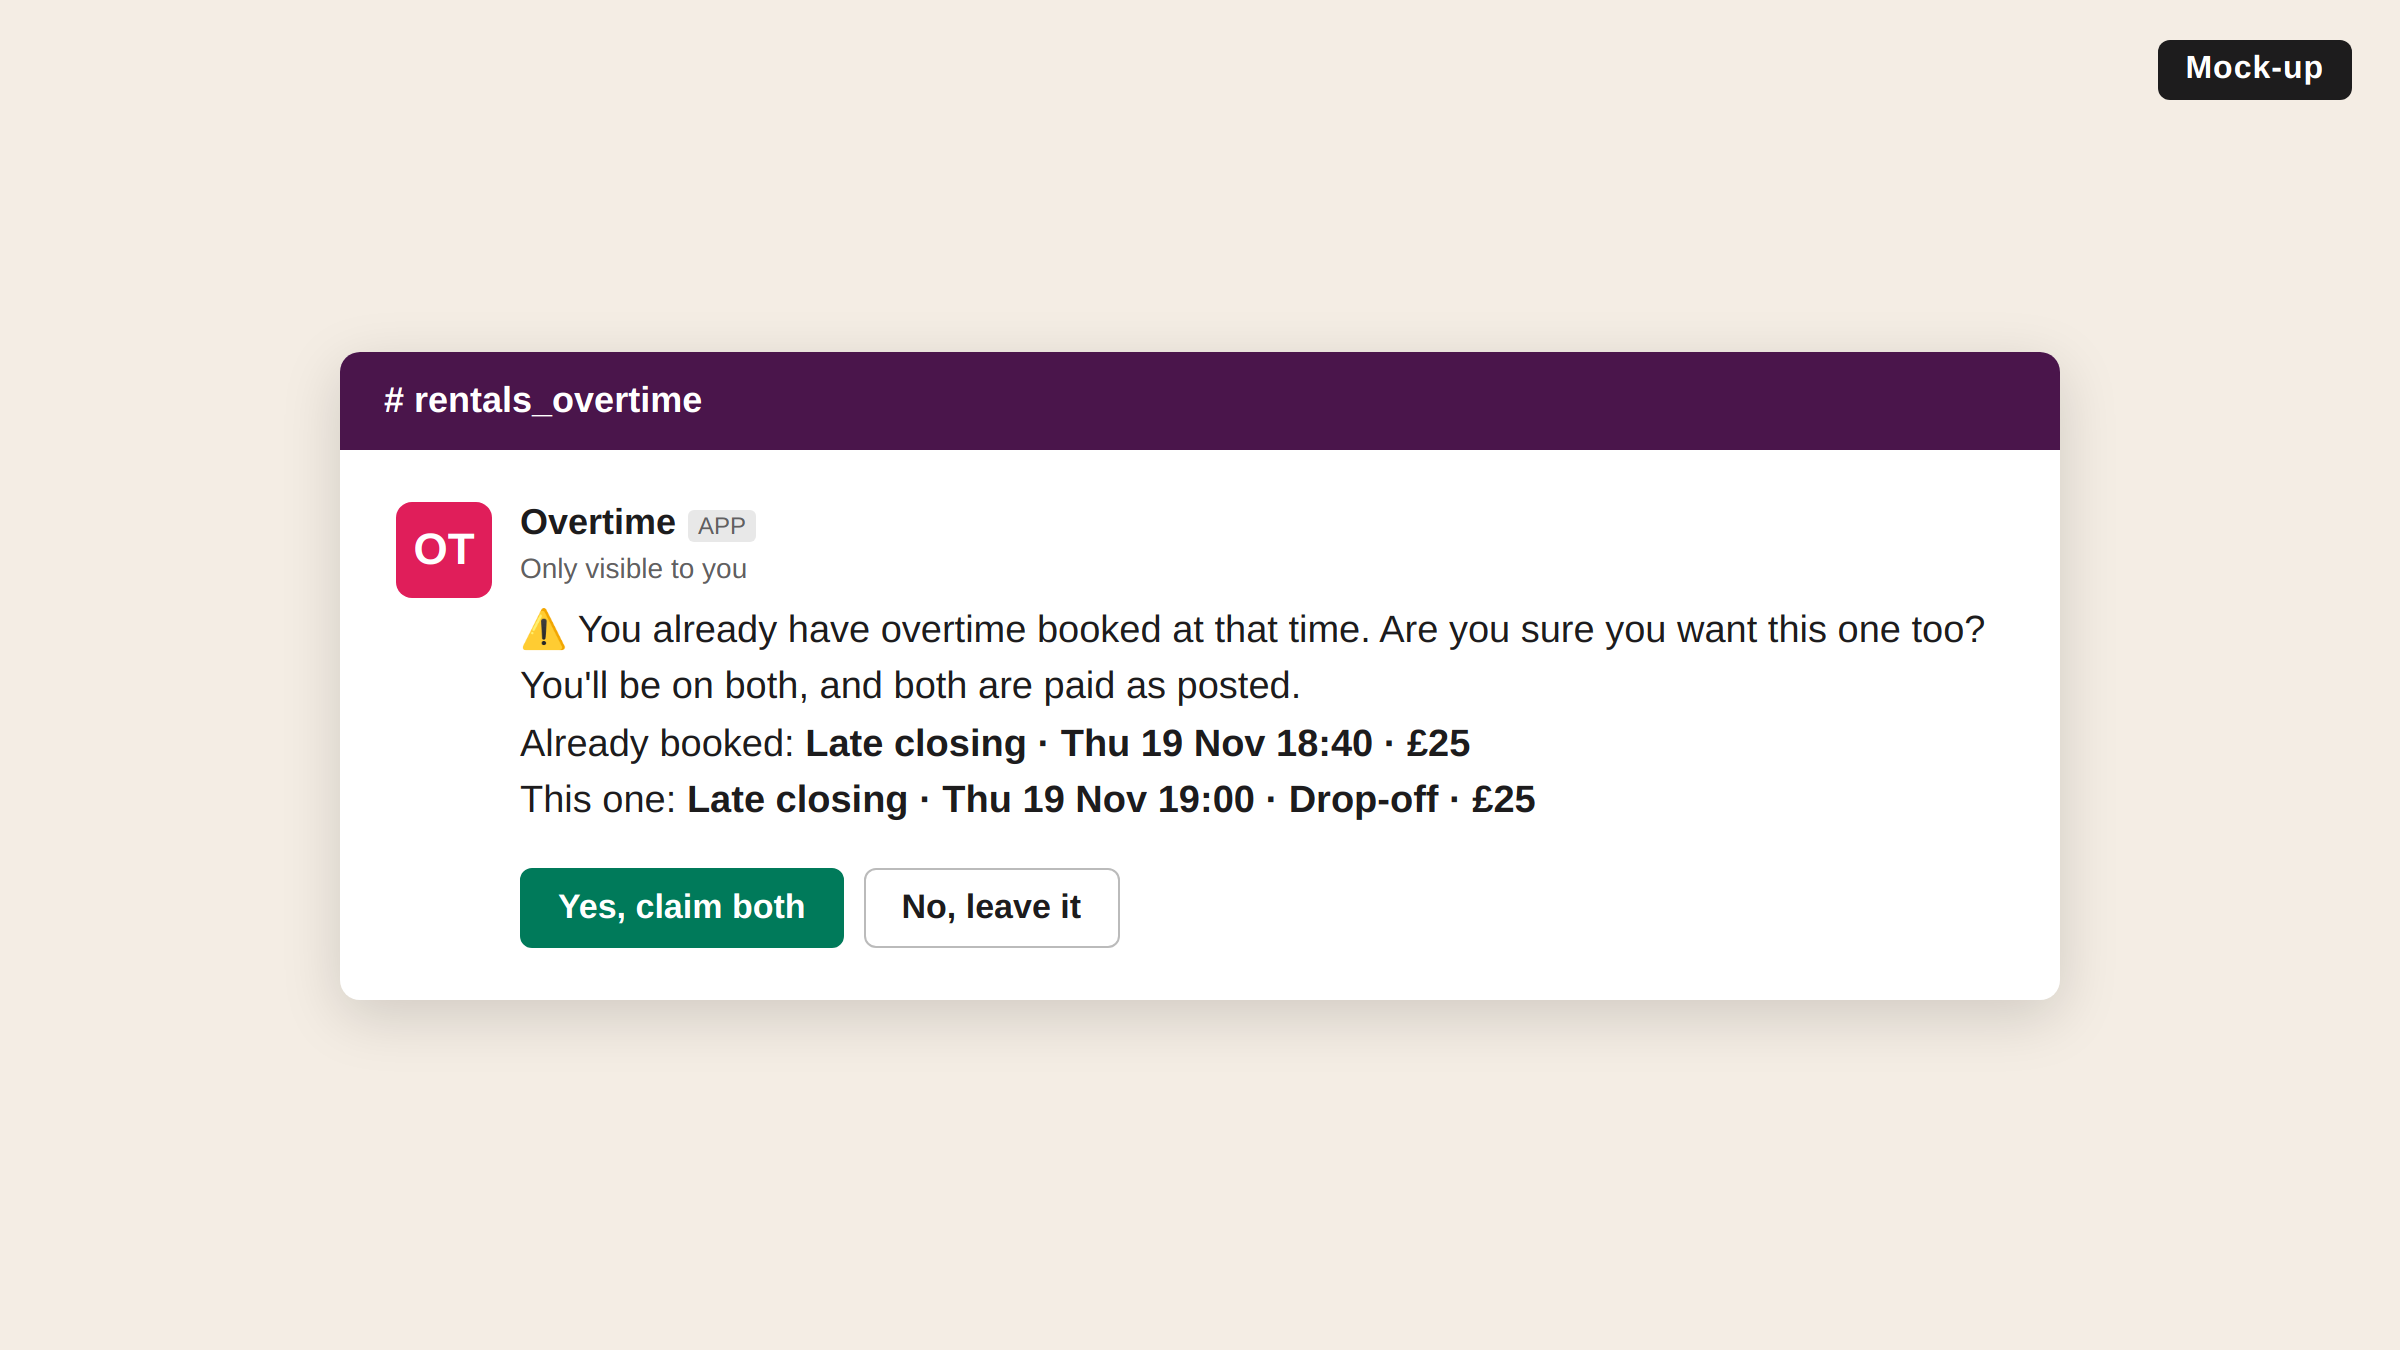 Mock-up
# rentals_overtime
OT
Overtime APP
Only visible to you
⚠️ You already have overtime booked at that time. Are you sure you want this one too?
You'll be on both, and both are paid as posted.
Already booked: Late closing · Thu 19 Nov 18:40 · £25
This one: Late closing · Thu 19 Nov 19:00 · Drop-off · £25
Yes, claim both
No, leave it